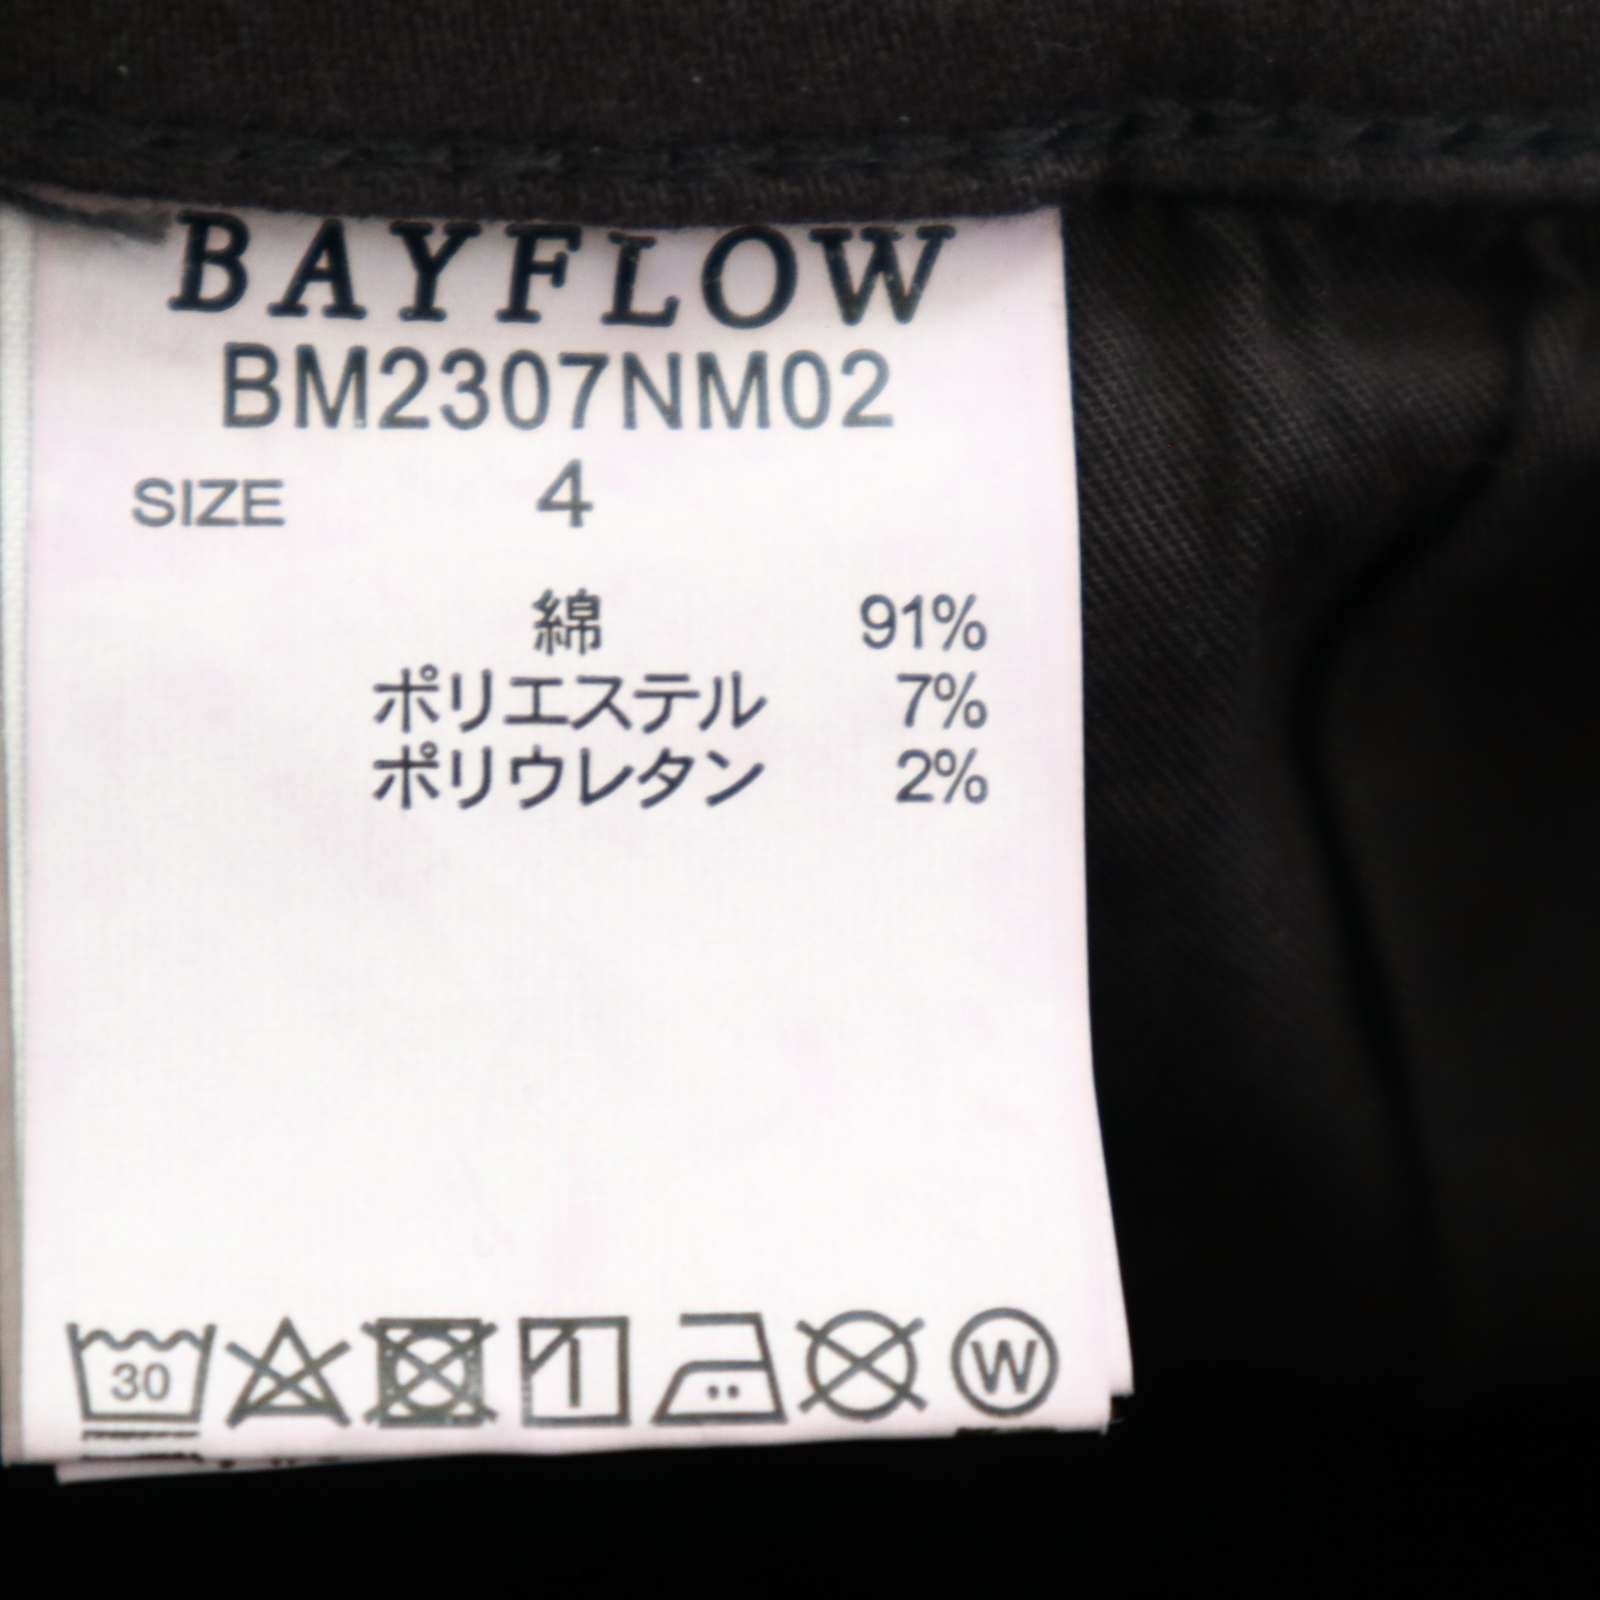 BAYFLOW
BM2307NM02
SIZE 4
綿 91%
ポリエステル 7%
ポリウレタン 2%
30
W